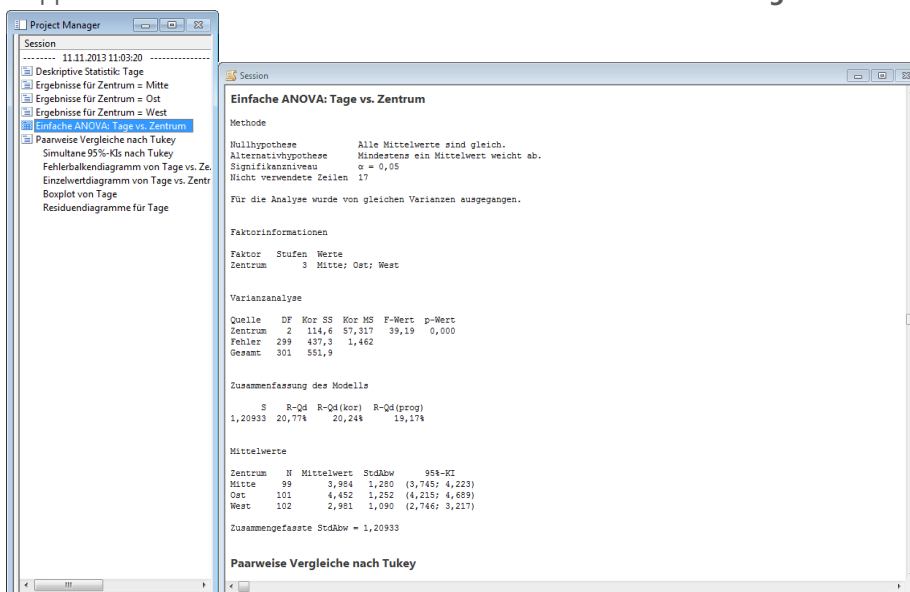 Project Manager
Session
-------- 11.11.2013 11:03:20 ---------------
Deskriptive Statistik: Tage
Ergebnisse für Zentrum = Mitte
Ergebnisse für Zentrum = Ost
Ergebnisse für Zentrum = West
Einfache ANOVA: Tage vs. Zentrum
Paarweise Vergleiche nach Tukey
Simultane 95%-KIs nach Tukey
Fehlerbalkendiagramm von Tage vs. Ze
Einzelwertdiagramm von Tage vs. Zentr
Boxplot von Tage
Residuendiagramme für Tage
Session
Einfache ANOVA: Tage vs. Zentrum
Methode
Nullhypothese Alle Mittelwerte sind gleich.
Alternativhypothese Mindestens ein Mittelwert weicht ab.
Signifikanzniveau α = 0,05
Nicht verwendete Zeilen 17
Für die Analyse wurde von gleichen Varianzen ausgegangen.
Faktorinformationen
Faktor Stufen Werte
Zentrum 3 Mitte; Ost; West
Varianzanalyse
Quelle DF Kor SS Kor MS F-Wert p-Wert
Zentrum 2 114,6 57,317 39,19 0,000
Fehler 299 437,3 1,462
Gesamt 301 551,9
Zusammenfassung des Modells
S R-Qd R-Qd(kor) R-Qd(prog)
1,20933 20,77% 20,24% 19,17%
Mittelwerte
Zentrum N Mittelwert StdAbw 95%-KI
Mitte 99 3,984 1,280 (3,745; 4,223)
Ost 101 4,452 1,252 (4,215; 4,689)
West 102 2,981 1,090 (2,746; 3,217)
Zusammengefasste StdAbw = 1,20933
Paarweise Vergleiche nach Tukey